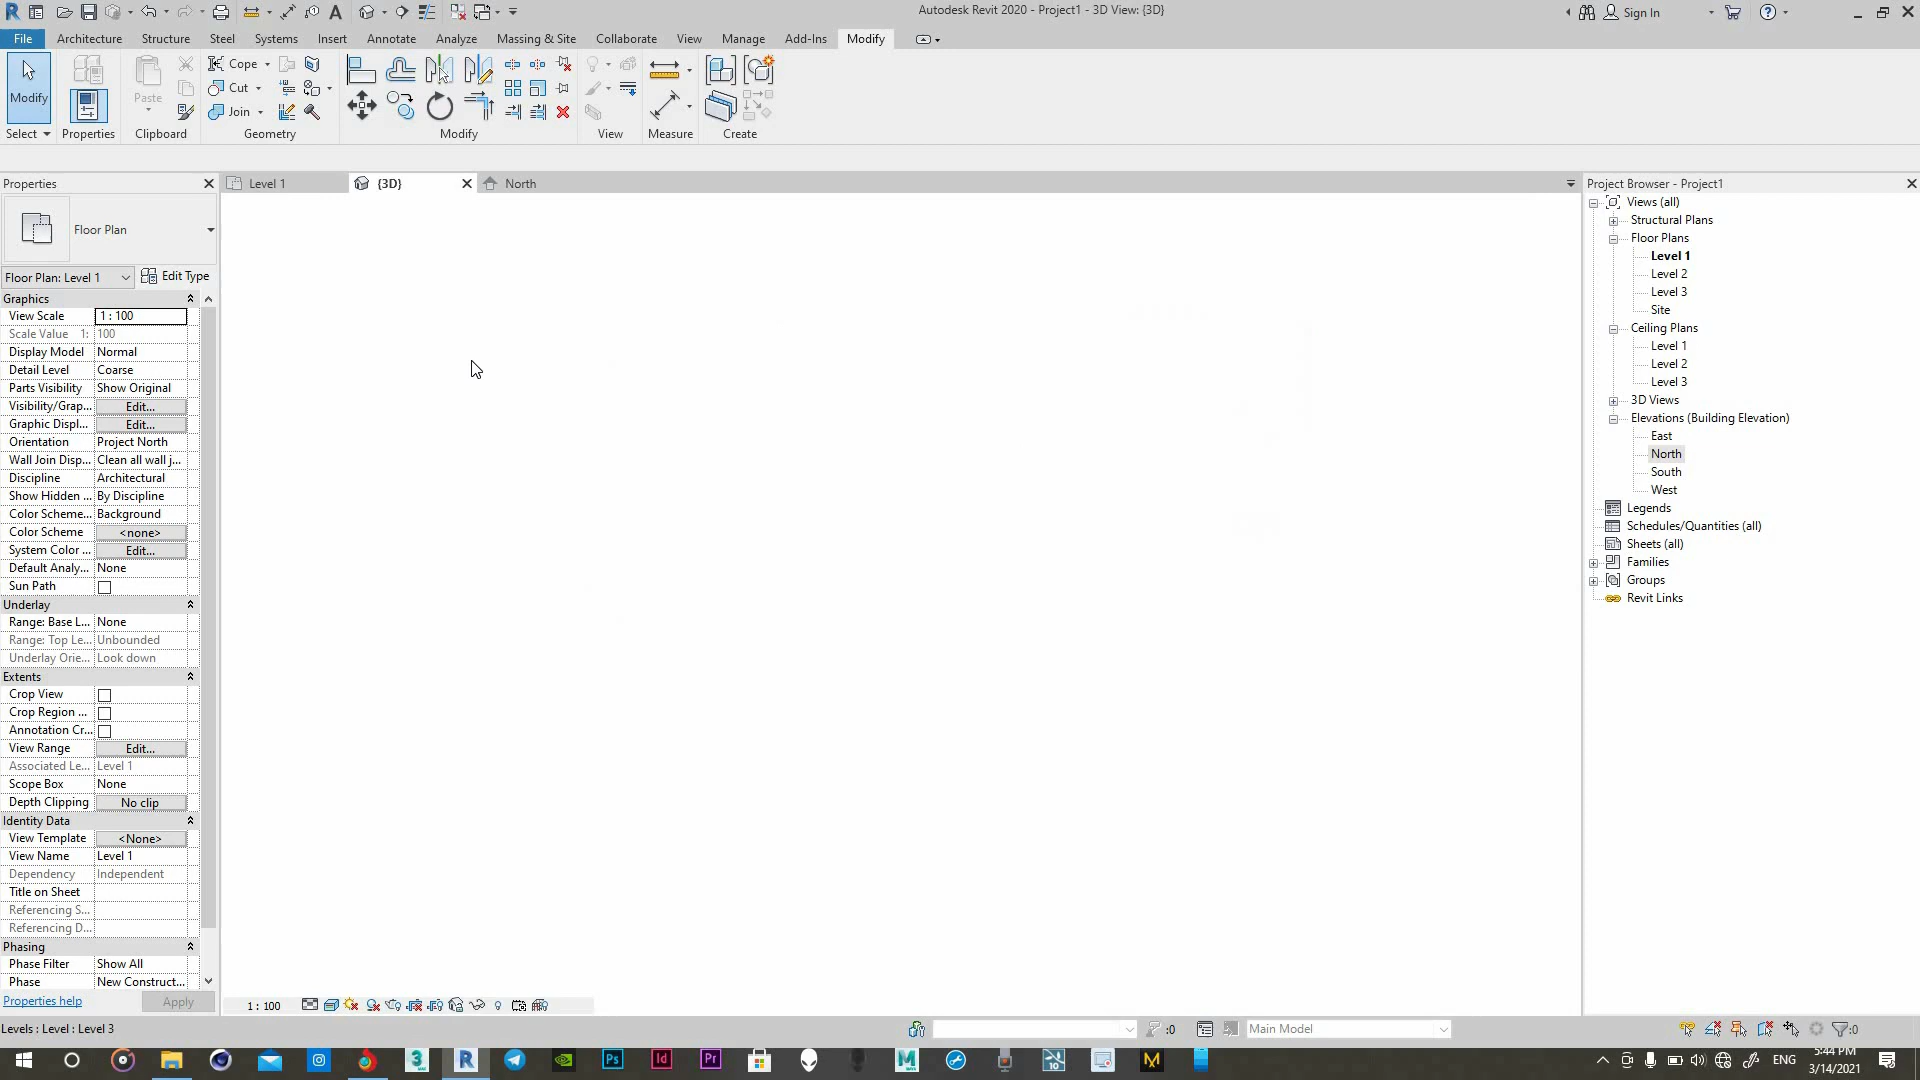 Autodesk Revit 2020 - Project1 - 3D View: {3D}
Sign In
File
Architecture
Structure
Steel
Systems
Insert
Annotate
Analyze
Massing & Site
Collaborate
View
Manage
Add-Ins
Modify
Modify
Paste
Cope
Cut
Join
Select
Properties
Clipboard
Geometry
Modify
View
Measure
Create
Properties
Floor Plan
Floor Plan: Level 1
Edit Type
Graphics
View Scale 1 : 100
Scale Value 1: 100
Display Model Normal
Detail Level Coarse
Parts Visibility Show Original
Visibility/Grap... Edit...
Graphic Displ... Edit...
Orientation Project North
Wall Join Disp... Clean all wall j...
Discipline Architectural
Show Hidden ... By Discipline
Color Scheme... Background
Color Scheme <none>
System Color ... Edit...
Default Analy... None
Sun Path
Underlay
Range: Base L... None
Range: Top Le... Unbounded
Underlay Orie... Look down
Extents
Crop View
Crop Region ...
Annotation Cr...
View Range Edit...
Associated Le... Level 1
Scope Box None
Depth Clipping No clip
Identity Data
View Template <None>
View Name Level 1
Dependency Independent
Title on Sheet
Referencing S...
Referencing D...
Phasing
Phase Filter Show All
Phase New Construct...
Properties help
Apply
Level 1
{3D}
North
1 : 100
Project Browser - Project1
Views (all)
Structural Plans
Floor Plans
Level 1
Level 2
Level 3
Site
Ceiling Plans
Level 1
Level 2
Level 3
3D Views
Elevations (Building Elevation)
East
North
South
West
Legends
Schedules/Quantities (all)
Sheets (all)
Families
Groups
Revit Links
Levels : Level : Level 3
:0
Main Model
:0
ENG
5:44 PM
3/14/2021